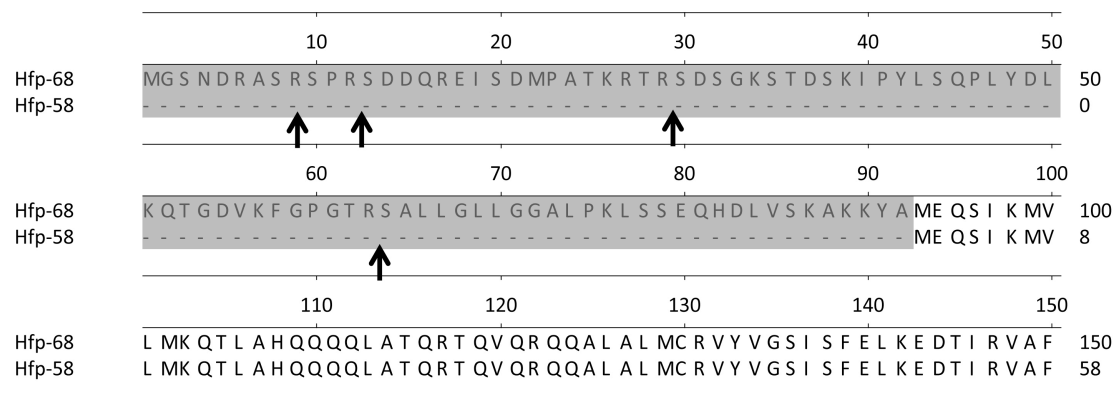 10 20 30 40 50
Hfp-68 MGSNDRASRSPRSDDQREISDMPATKRTRSDSGKSTDSKIPYLSQPLYDL 50
Hfp-58 -------------------------------------------------- 0
60 70 80 90 100
Hfp-68 KQTGDVKFGPGTRSALLGLLGGALPKLSSEQHDLVSKAKKYAMEQSIKMV 100
Hfp-58 ------------------------------------------MEQSIKMV 8
110 120 130 140 150
Hfp-68 LMKQTLAHQQQQLATQRTQVQRQQALALMCRVYVGSISFELKEDTIRVAF 150
Hfp-58 LMKQTLAHQQQQLATQRTQVQRQQALALMCRVYVGSISFELKEDTIRVAF 58